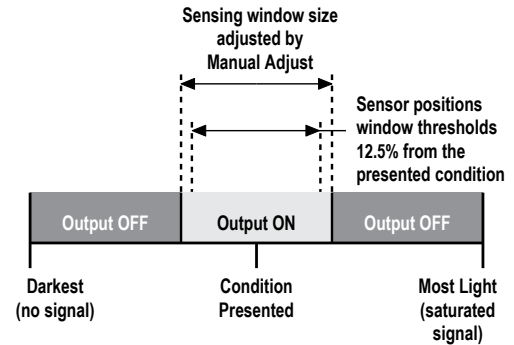 Sensing window size
adjusted by
Manual Adjust
Sensor positions
window thresholds
12.5% from the
presented condition
Output OFF
Output ON
Output OFF
Darkest
(no signal)
Condition
Presented
Most Light
(saturated
signal)